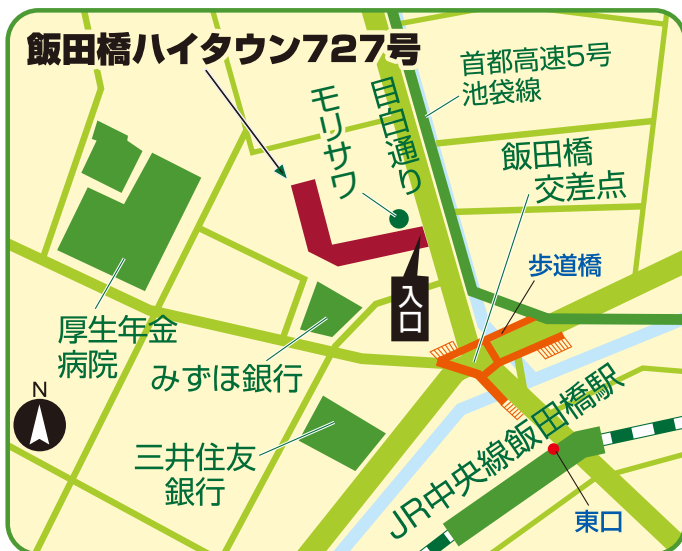 飯田橋ハイタウン727号
首都高速5号
池袋線
モリサワ
目白通り
飯田橋
交差点
歩道橋
入口
厚生年金
病院
みずほ銀行
N
三井住友
銀行
JR中央線飯田橋駅
東口